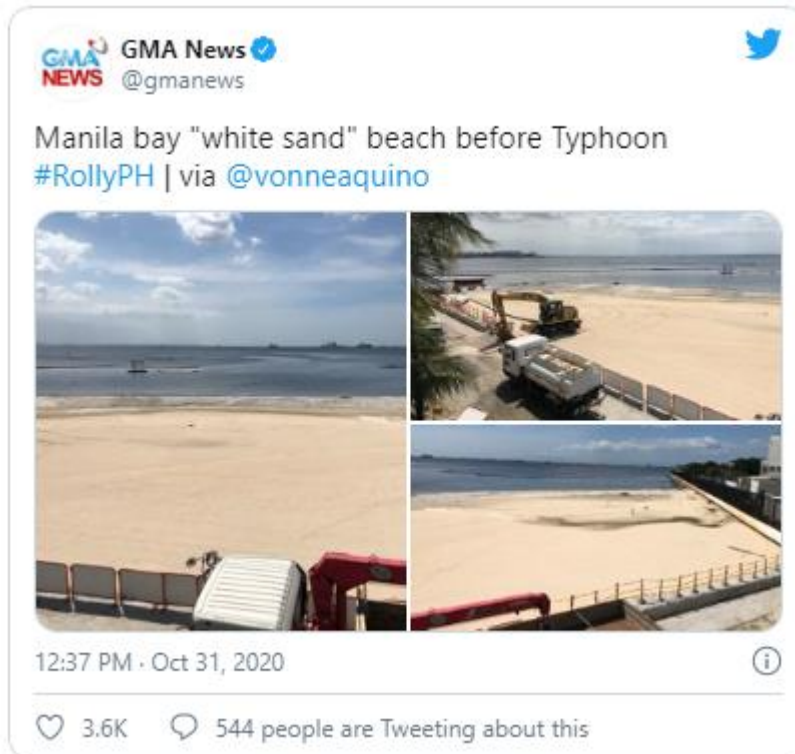 GMA
NEWS
GMA News
@gmanews
Manila bay "white sand" beach before Typhoon
#RollyPH | via @vonneaquino
12:37 PM · Oct 31, 2020
3.6K 544 people are Tweeting about this